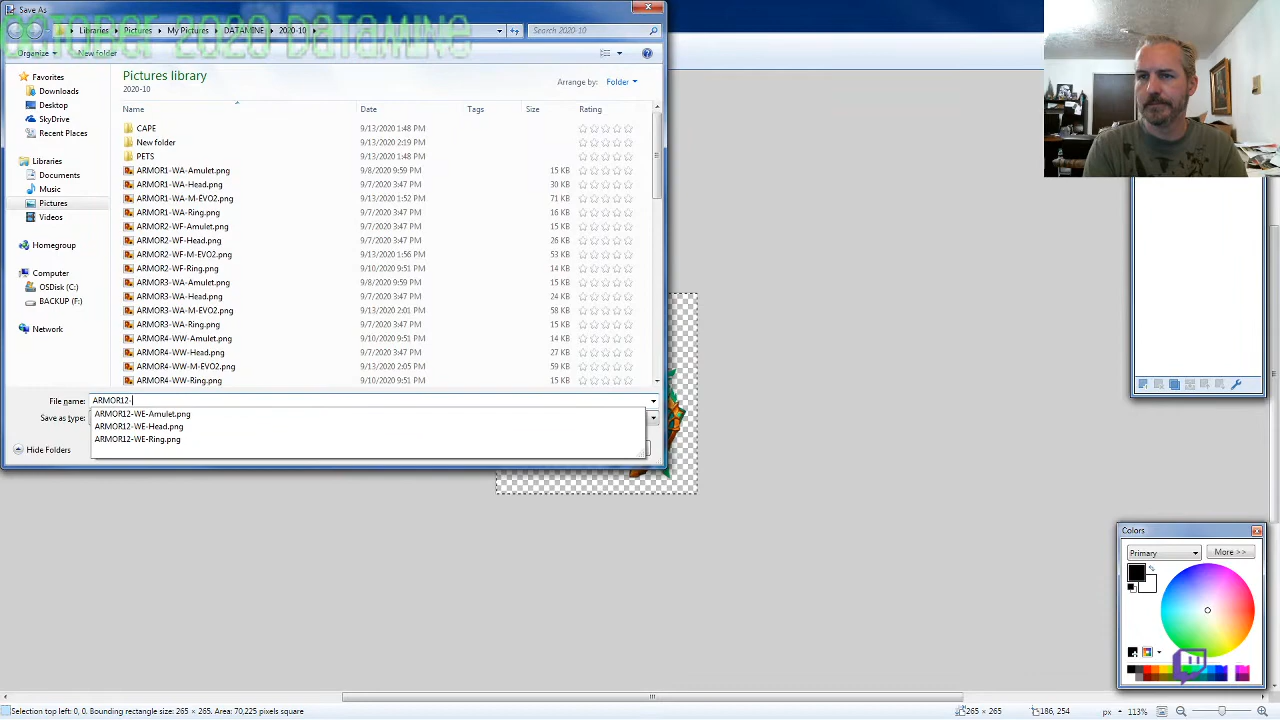 Save As
OCTOBER 2020 DATAMINE
Libraries
Pictures
My Pictures
DATAMINE
2020-10
Search 2020-10
Organize
New folder
Favorites
Downloads
Desktop
SkyDrive
Recent Places
Libraries
Documents
Music
Pictures
Videos
Homegroup
Computer
OSDisk (C:)
BACKUP (F:)
Network
Pictures library
2020-10
Arrange by: Folder
Name Date Tags Size Rating
CAPE 9/13/2020 1:48 PM
New folder 9/13/2020 2:19 PM
PETS 9/13/2020 1:48 PM
ARMOR1-WA-Amulet.png 9/8/2020 9:59 PM 15 KB
ARMOR1-WA-Head.png 9/7/2020 3:47 PM 30 KB
ARMOR1-WA-M-EVO2.png 9/13/2020 1:52 PM 71 KB
ARMOR1-WA-Ring.png 9/7/2020 3:47 PM 16 KB
ARMOR2-WF-Amulet.png 9/7/2020 3:47 PM 15 KB
ARMOR2-WF-Head.png 9/7/2020 3:47 PM 26 KB
ARMOR2-WF-M-EVO2.png 9/13/2020 1:56 PM 53 KB
ARMOR2-WF-Ring.png 9/10/2020 9:51 PM 14 KB
ARMOR3-WA-Amulet.png 9/8/2020 9:59 PM 15 KB
ARMOR3-WA-Head.png 9/7/2020 3:47 PM 24 KB
ARMOR3-WA-M-EVO2.png 9/13/2020 2:01 PM 58 KB
ARMOR3-WA-Ring.png 9/7/2020 3:47 PM 15 KB
ARMOR4-WW-Amulet.png 9/10/2020 9:51 PM 15 KB
ARMOR4-WW-Head.png 9/7/2020 3:47 PM 27 KB
ARMOR4-WW-M-EVO2.png 9/13/2020 2:05 PM 59 KB
ARMOR4-WW-Ring.png 9/10/2020 9:51 PM 15 KB
File name: ARMOR12-
Save as type:
ARMOR12-WE-Amulet.png
ARMOR12-WE-Head.png
ARMOR12-WE-Ring.png
Hide Folders
Colors
Primary
More >>
Selection top left: 0, 0. Bounding rectangle size: 265 × 265, Area: 70,225 pixels square
265 × 265
186, 254
px
113%